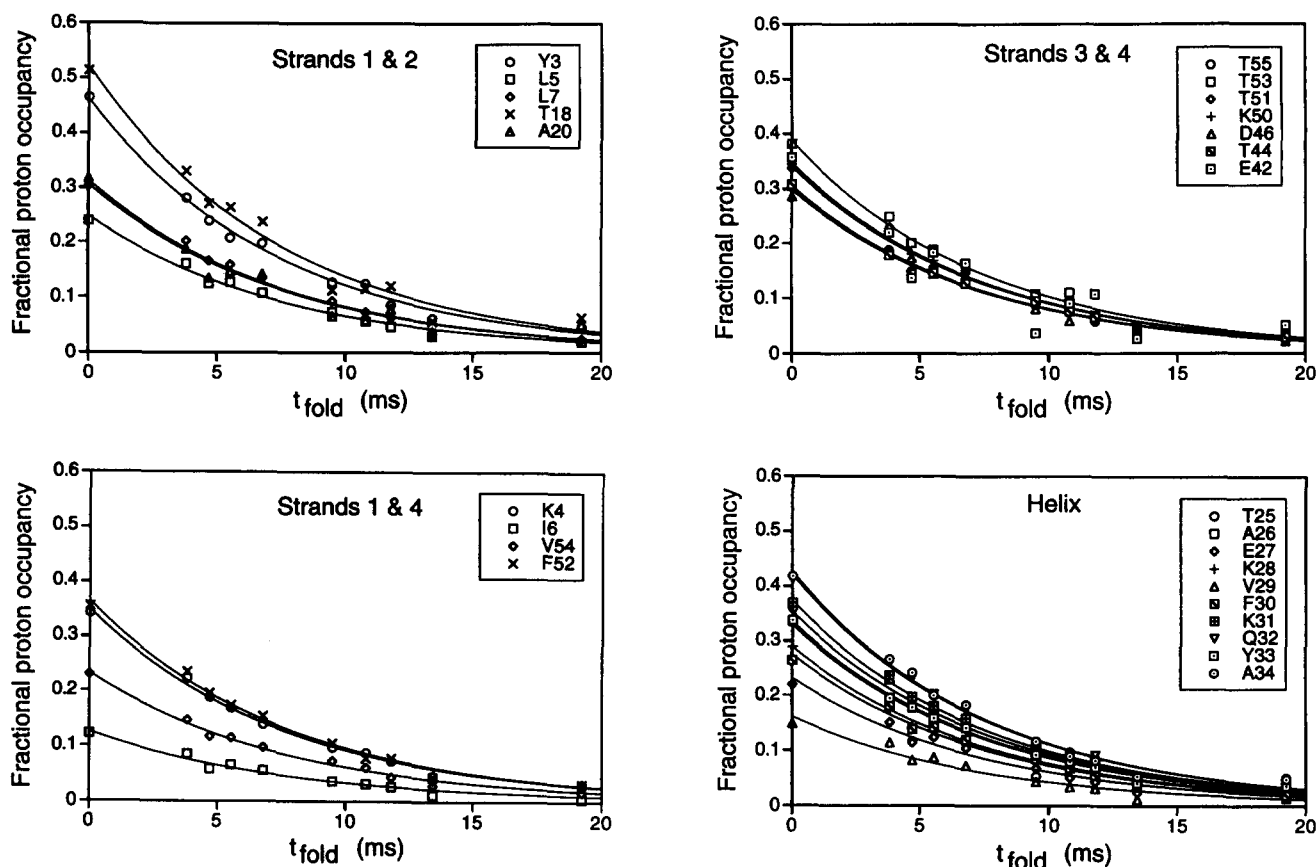 Strands 1 & 2
Y3
L5
L7
T18
A20
Fractional proton occupancy
0.6
0.5
0.4
0.3
0.2
0.1
0
0 5 10 15 20
t fold (ms)
Strands 3 & 4
T55
T53
T51
K50
D46
T44
E42
Fractional proton occupancy
0.6
0.5
0.4
0.3
0.2
0.1
0
0 5 10 15 20
t fold (ms)
Strands 1 & 4
K4
I6
V54
F52
Fractional proton occupancy
0.6
0.5
0.4
0.3
0.2
0.1
0
0 5 10 15 20
t fold (ms)
Helix
T25
A26
E27
K28
V29
F30
K31
Q32
Y33
A34
Fractional proton occupancy
0.6
0.5
0.4
0.3
0.2
0.1
0
0 5 10 15 20
t fold (ms)